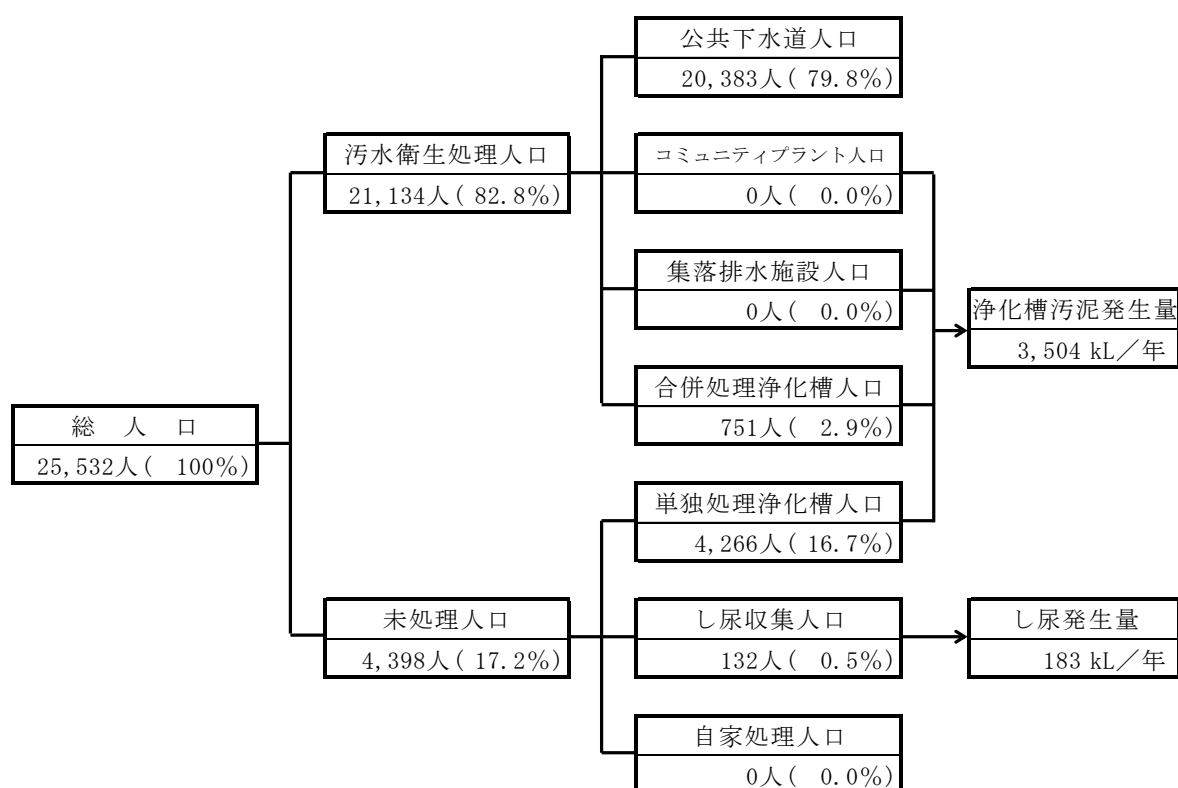 公共下水道人口
20,383人( 79.8%)
汚水衛生処理人口
21,134人( 82.8%)
コミュニティプラント人口
0人( 0.0%)
集落排水施設人口
0人( 0.0%)
浄化槽汚泥発生量
3,504 kL／年
合併処理浄化槽人口
751人( 2.9%)
総 人 口
25,532人( 100%)
単独処理浄化槽人口
4,266人( 16.7%)
未処理人口
4,398人( 17.2%)
し尿収集人口
132人( 0.5%)
し尿発生量
183 kL／年
自家処理人口
0人( 0.0%)